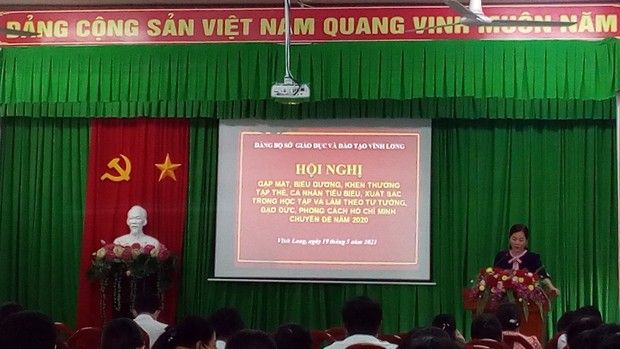 ĐẢNG CỘNG SẢN VIỆT NAM QUANG VINH MUÔN NĂM
ĐẢNG BỘ SỞ GIÁO DỤC VÀ ĐÀO TẠO VĨNH LONG
HỘI NGHỊ
GẶP MẶT, BIỂU DƯƠNG, KHEN THƯỞNG
TẬP THỂ, CÁ NHÂN TIÊU BIỂU, XUẤT SẮC
TRONG HỌC TẬP VÀ LÀM THEO TƯ TƯỞNG,
ĐẠO ĐỨC, PHONG CÁCH HỒ CHÍ MINH
CHUYÊN ĐỀ NĂM 2020
Vĩnh Long, ngày 19 tháng 5 năm 2021